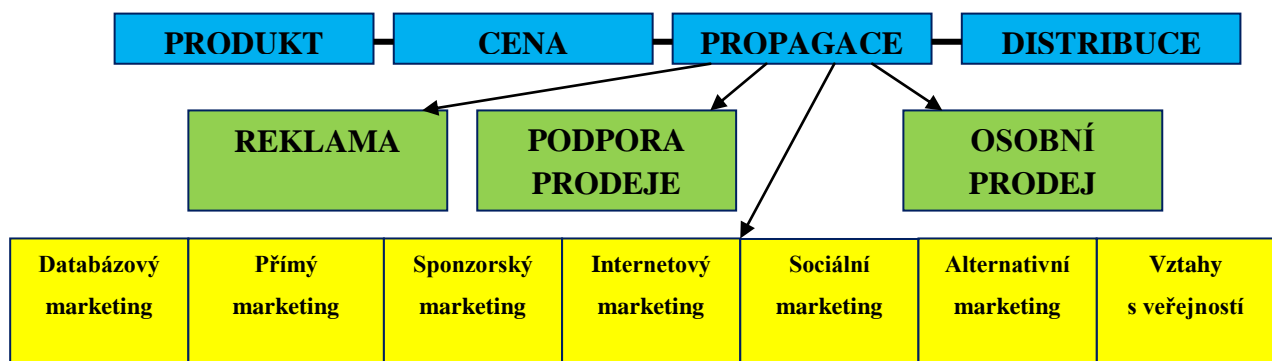 PRODUKT CENA PROPAGACE DISTRIBUCE
REKLAMA
PODPORA
PRODEJE
OSOBNÍ
PRODEJ
Databázový
marketing
Přímý
marketing
Sponzorský
marketing
Internetový
marketing
Sociální
marketing
Alternativní
marketing
Vztahy
s veřejností